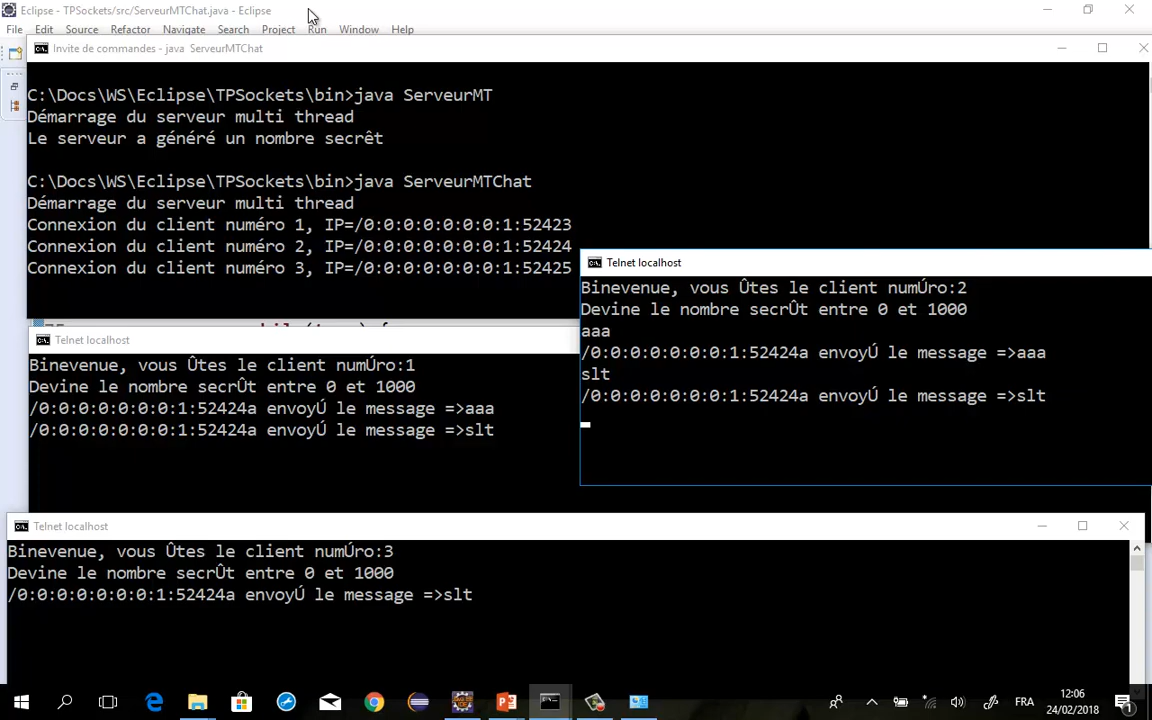 Eclipse - TPSockets/src/ServeurMTChat.java - Eclipse
File Edit Source Refactor Navigate Search Project Run Window Help
Invite de commandes - java ServeurMTChat
C:\Docs\WS\Eclipse\TPSockets\bin>java ServeurMT
Démarrage du serveur multi thread
Le serveur a généré un nombre secrêt
C:\Docs\WS\Eclipse\TPSockets\bin>java ServeurMTChat
Démarrage du serveur multi thread
Connexion du client numéro 1, IP=/0:0:0:0:0:0:0:1:52423
Connexion du client numéro 2, IP=/0:0:0:0:0:0:0:1:52424
Connexion du client numéro 3, IP=/0:0:0:0:0:0:0:1:52425
Telnet localhost
Binevenue, vous Ûtes le client numÚro:2
Devine le nombre secrÛt entre 0 et 1000
aaa
/0:0:0:0:0:0:0:1:52424a envoyÚ le message =>aaa
slt
/0:0:0:0:0:0:0:1:52424a envoyÚ le message =>slt
Telnet localhost
Binevenue, vous Ûtes le client numÚro:1
Devine le nombre secrÛt entre 0 et 1000
/0:0:0:0:0:0:0:1:52424a envoyÚ le message =>aaa
/0:0:0:0:0:0:0:1:52424a envoyÚ le message =>slt
Telnet localhost
Binevenue, vous Ûtes le client numÚro:3
Devine le nombre secrÛt entre 0 et 1000
/0:0:0:0:0:0:0:1:52424a envoyÚ le message =>slt
FRA
12:06
24/02/2018
1